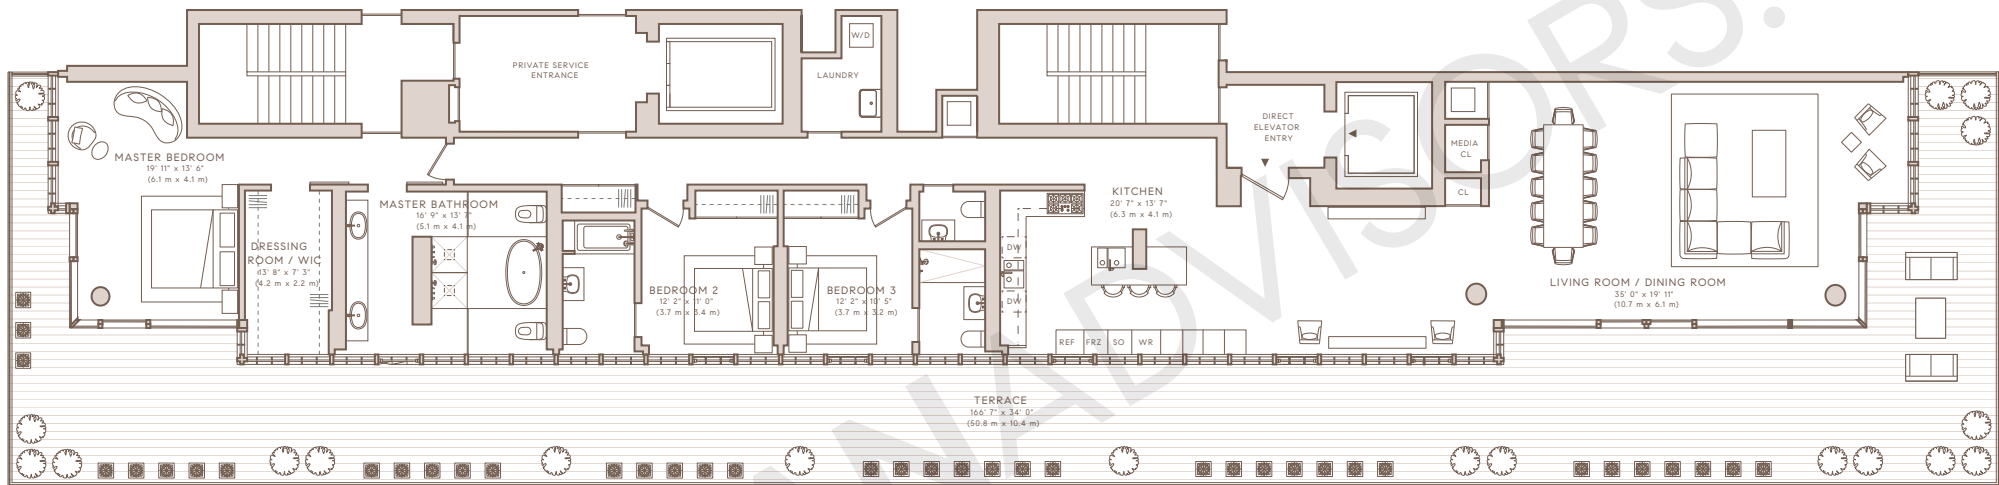 PRIVATE SERVICE
ENTRANCE
W/D
LAUNDRY
DIRECT
ELEVATOR
ENTRY
MEDIA
CL
CL
MASTER BEDROOM
19' 11" x 13' 6"
(6.1 m x 4.1 m)
DRESSING
ROOM / WIC
13' 8" x 7' 3"
(4.2 m x 2.2 m)
MASTER BATHROOM
16' 9" x 13' 7"
(5.1 m x 4.1 m)
BEDROOM 2
12' 2" x 11' 0"
(3.7 m x 3.4 m)
BEDROOM 3
12' 2" x 10' 5"
(3.7 m x 3.2 m)
KITCHEN
20' 7" x 13' 7"
(6.3 m x 4.1 m)
DW
DW
REF
FRZ
SO
WR
LIVING ROOM / DINING ROOM
35' 0" x 19' 11"
(10.7 m x 6.1 m)
TERRACE
166' 7" x 34' 0"
(50.8 m x 10.4 m)
ANADVISORS.